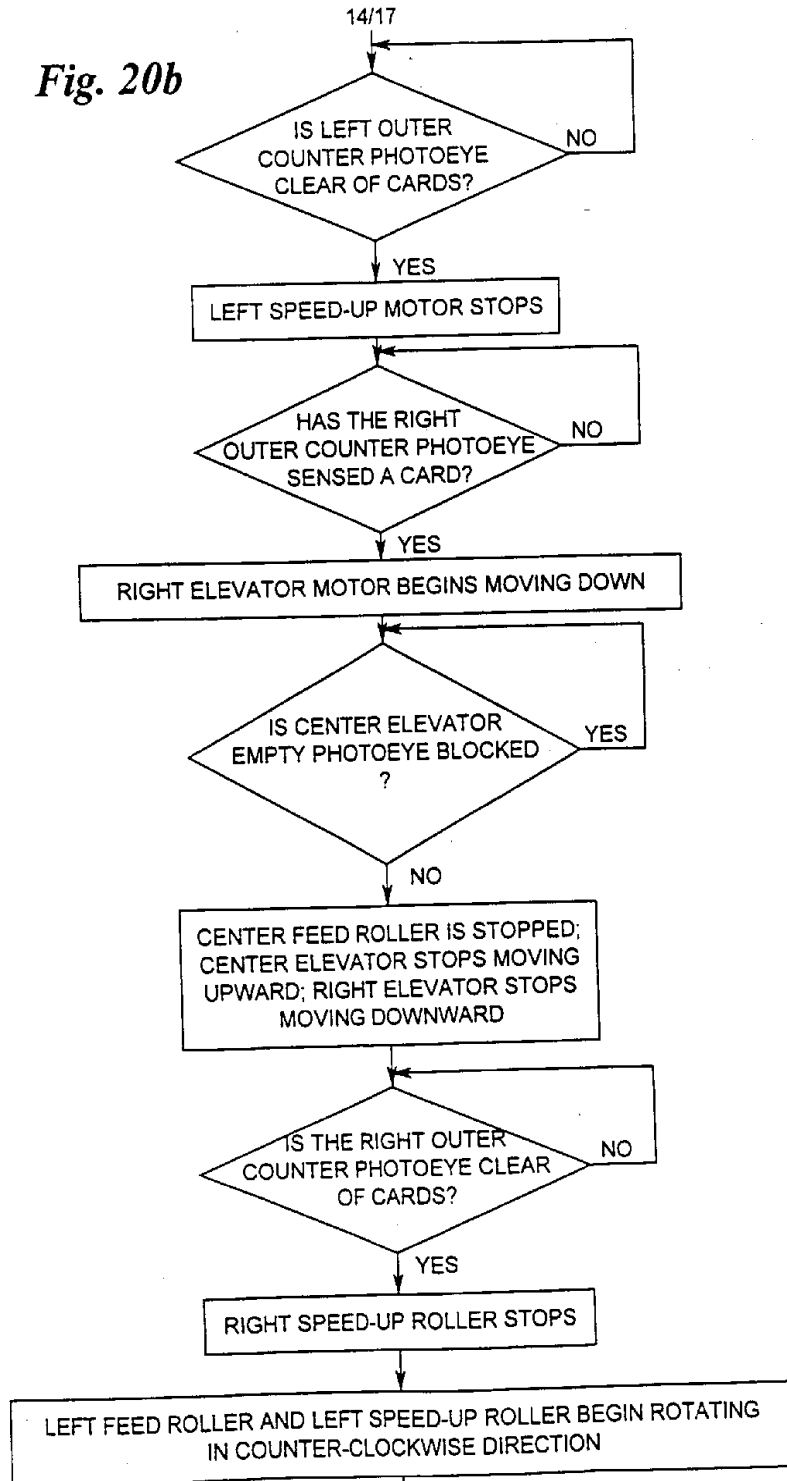 14/17
Fig. 20b
IS LEFT OUTER
COUNTER PHOTOEYE
CLEAR OF CARDS?
NO
YES
LEFT SPEED-UP MOTOR STOPS
HAS THE RIGHT
OUTER COUNTER PHOTOEYE
SENSED A CARD?
NO
YES
RIGHT ELEVATOR MOTOR BEGINS MOVING DOWN
IS CENTER ELEVATOR
EMPTY PHOTOEYE BLOCKED
?
YES
NO
CENTER FEED ROLLER IS STOPPED;
CENTER ELEVATOR STOPS MOVING
UPWARD; RIGHT ELEVATOR STOPS
MOVING DOWNWARD
IS THE RIGHT OUTER
COUNTER PHOTOEYE CLEAR
OF CARDS?
NO
YES
RIGHT SPEED-UP ROLLER STOPS
LEFT FEED ROLLER AND LEFT SPEED-UP ROLLER BEGIN ROTATING
IN COUNTER-CLOCKWISE DIRECTION